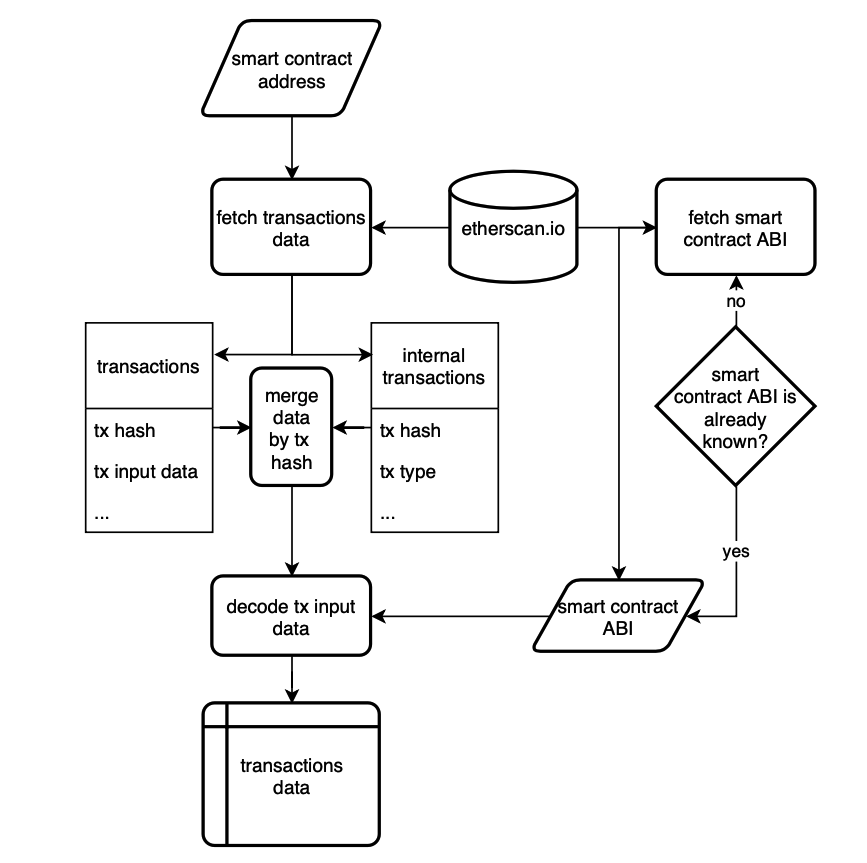 smart contract
address
fetch transactions
data
etherscan.io
fetch smart
contract ABI
no
transactions
tx hash
tx input data
...
merge
data
by tx
hash
internal
transactions
tx hash
tx type
...
smart
contract ABI is
already
known?
yes
decode tx input
data
smart contract
ABI
transactions
data